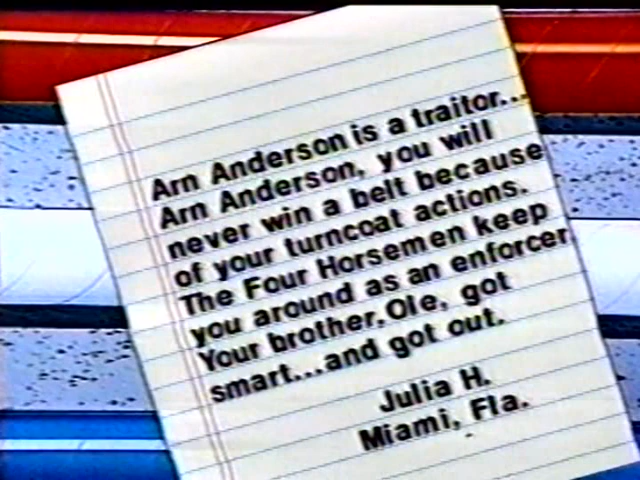 Arn Anderson is a traitor...
Arn Anderson, you will
never win a belt because
of your turncoat actions.
The Four Horsemen keep
you around as an enforcer.
Your brother, Ole, got
smart...and got out.
Julia H.
Miami, Fla.